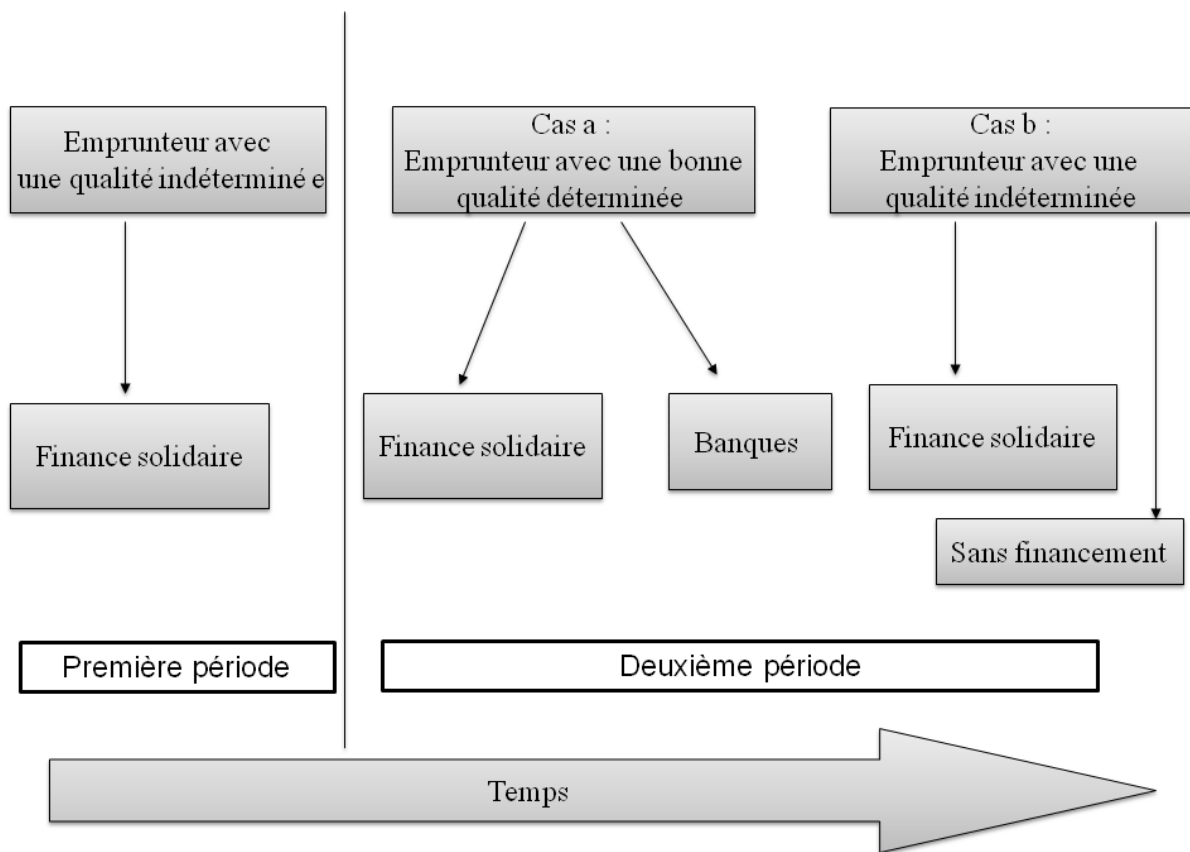 Emprunteur avec
une qualité indéterminé e
Finance solidaire
Cas a :
Emprunteur avec une bonne
qualité déterminée
Finance solidaire
Banques
Cas b :
Emprunteur avec une
qualité indéterminée
Finance solidaire
Sans financement
Première période
Deuxième période
Temps